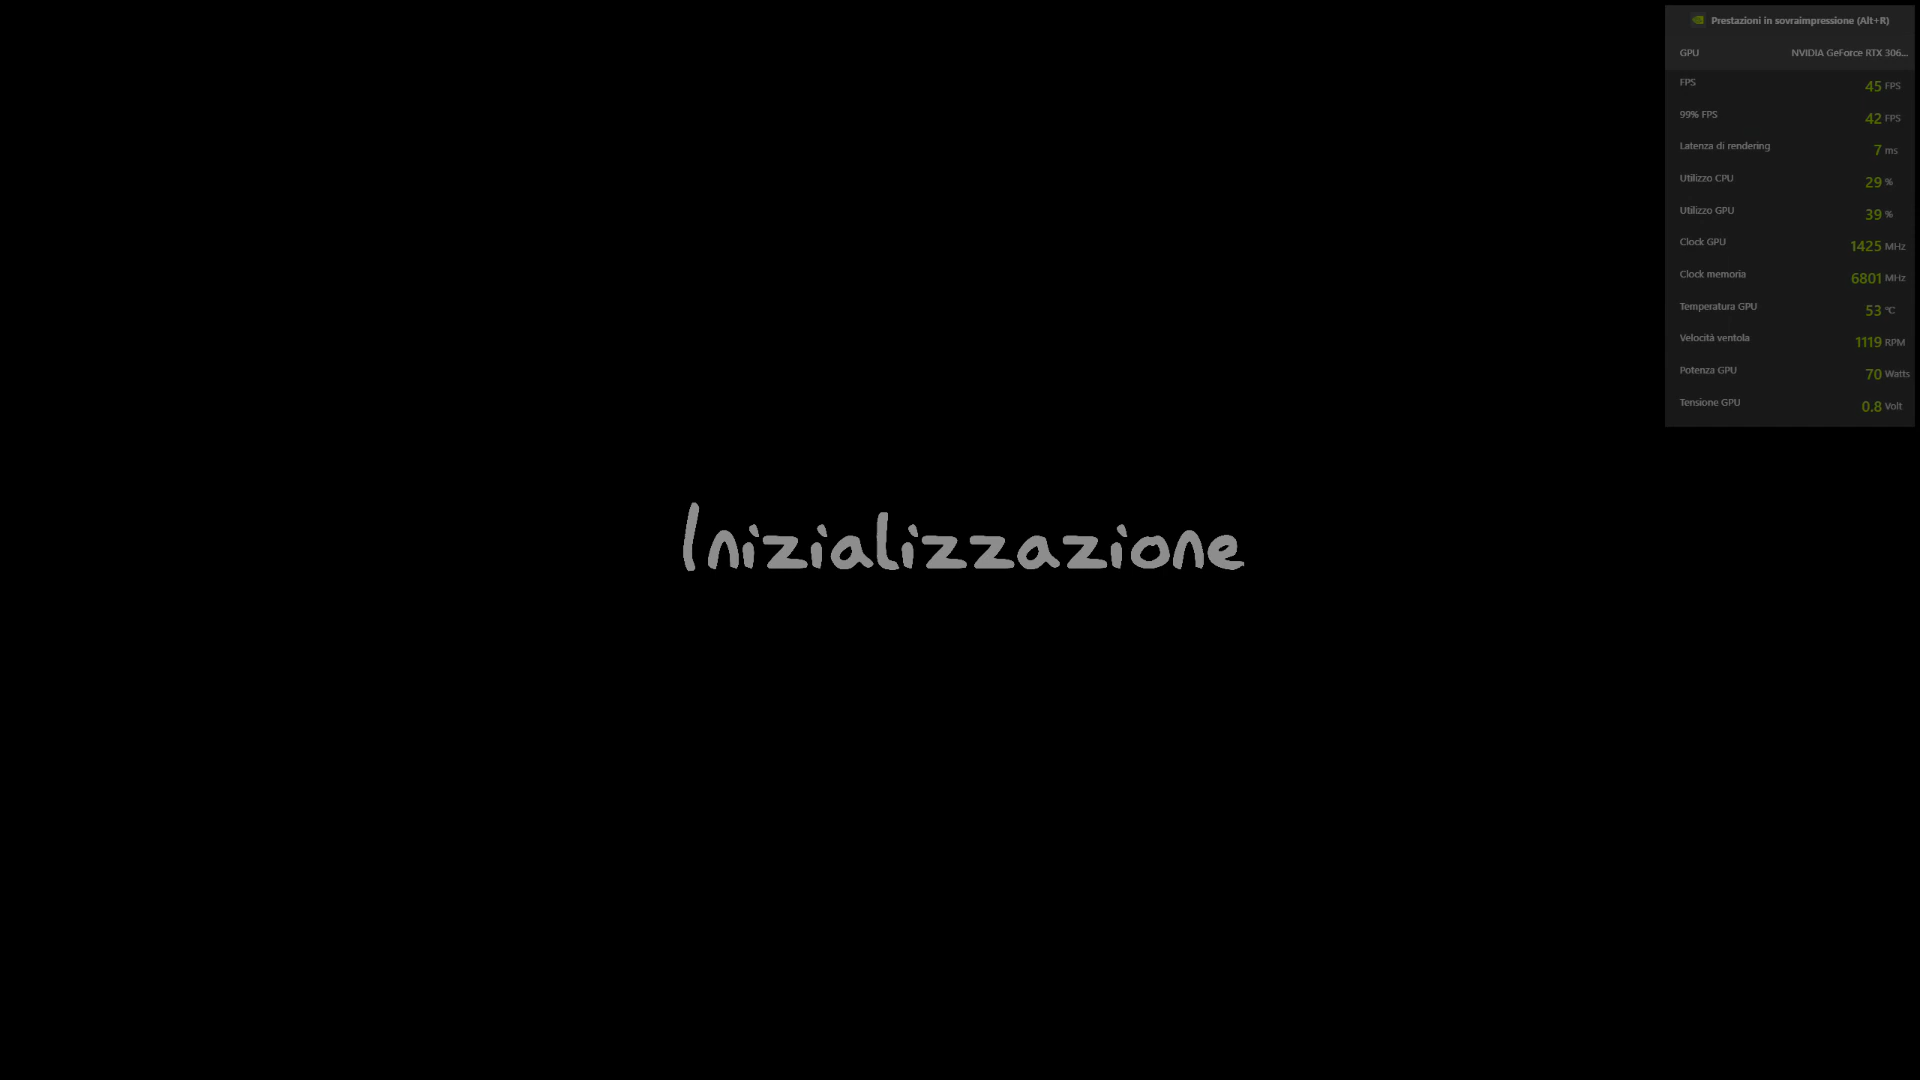 Prestazioni in sovraimpressione (Alt+R)
GPU NVIDIA GeForce RTX 306...
FPS 45 FPS
99% FPS 42 FPS
Latenza di rendering 7 ms
Utilizzo CPU 29 %
Utilizzo GPU 39 %
Clock GPU 1425 MHz
Clock memoria 6801 MHz
Temperatura GPU 53 °C
Velocità ventola 1119 RPM
Potenza GPU 70 Watts
Tensione GPU 0.8 Volt
Inizializzazione